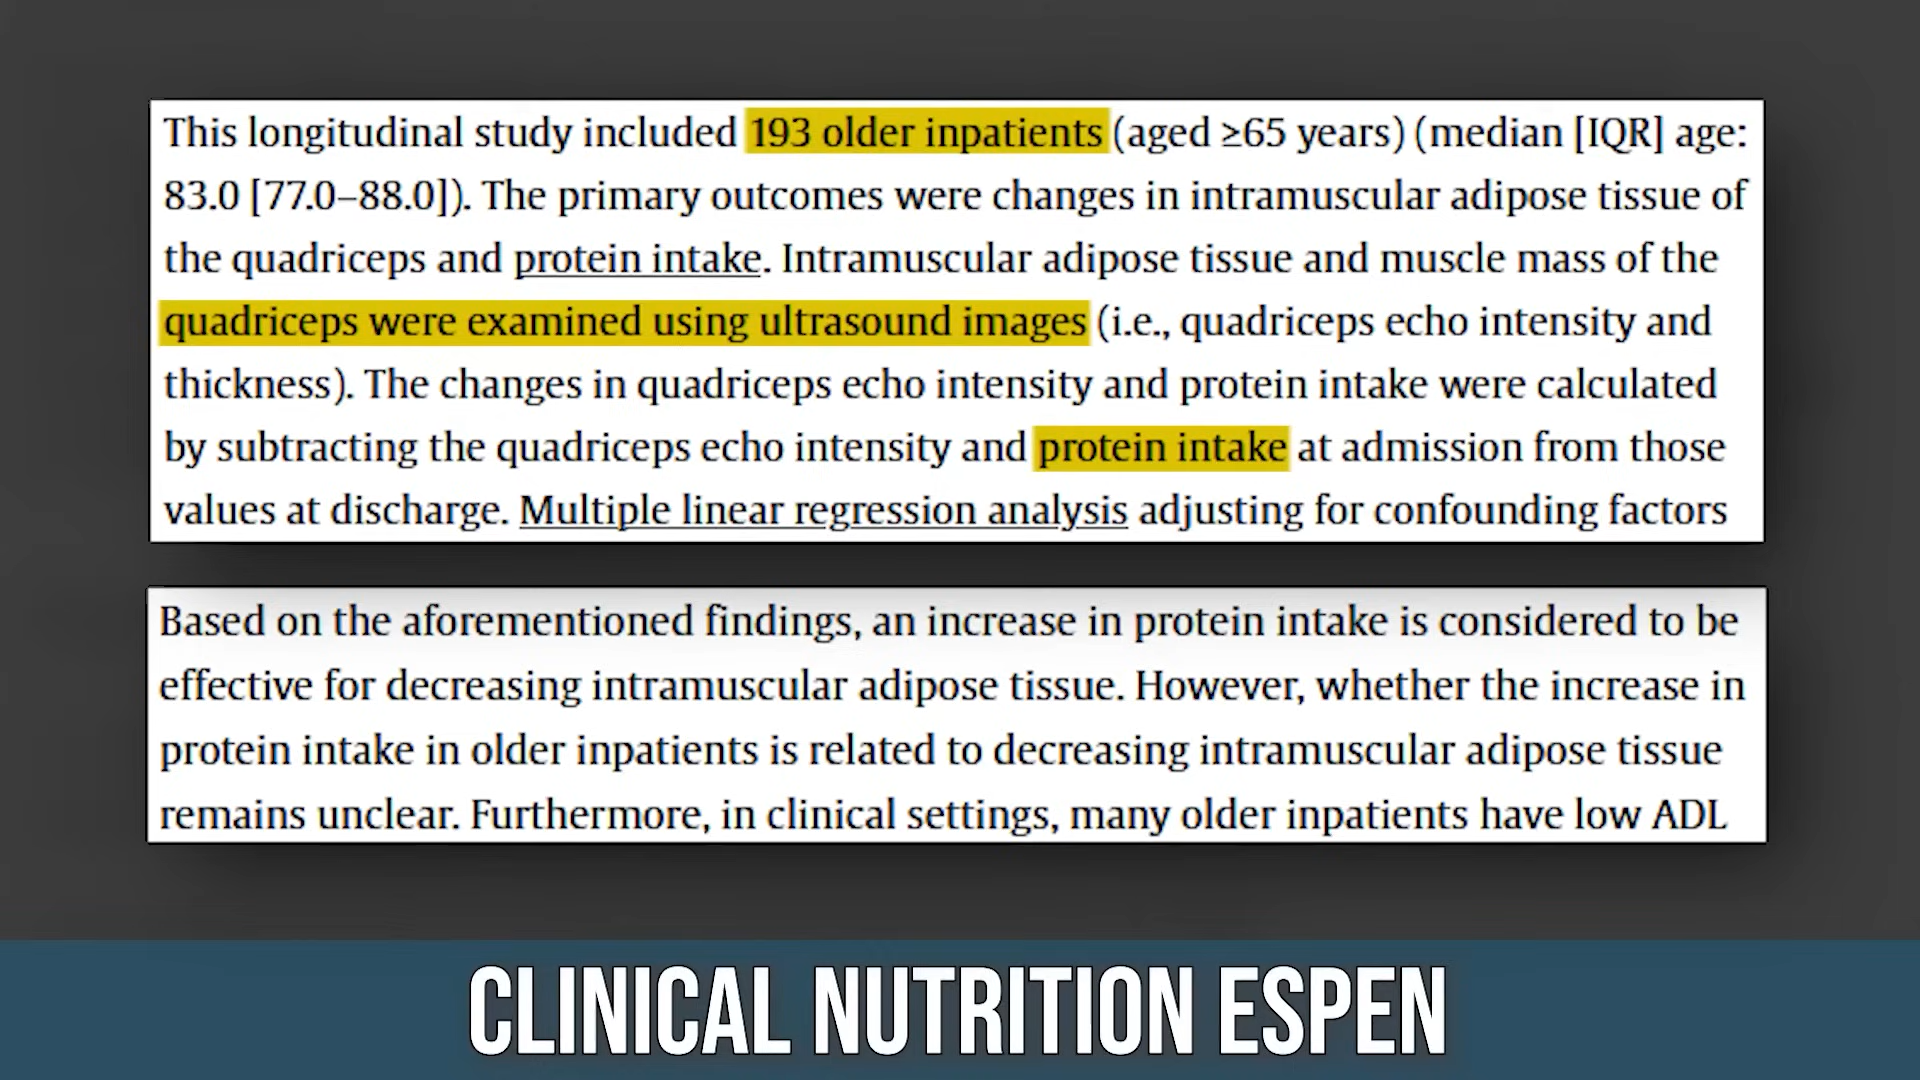 This longitudinal study included 193 older inpatients (aged ≥65 years) (median [IQR] age:
83.0 [77.0–88.0]). The primary outcomes were changes in intramuscular adipose tissue of
the quadriceps and protein intake. Intramuscular adipose tissue and muscle mass of the
quadriceps were examined using ultrasound images (i.e., quadriceps echo intensity and
thickness). The changes in quadriceps echo intensity and protein intake were calculated
by subtracting the quadriceps echo intensity and protein intake at admission from those
values at discharge. Multiple linear regression analysis adjusting for confounding factors
Based on the aforementioned findings, an increase in protein intake is considered to be
effective for decreasing intramuscular adipose tissue. However, whether the increase in
protein intake in older inpatients is related to decreasing intramuscular adipose tissue
remains unclear. Furthermore, in clinical settings, many older inpatients have low ADL
CLINICAL NUTRITION ESPEN